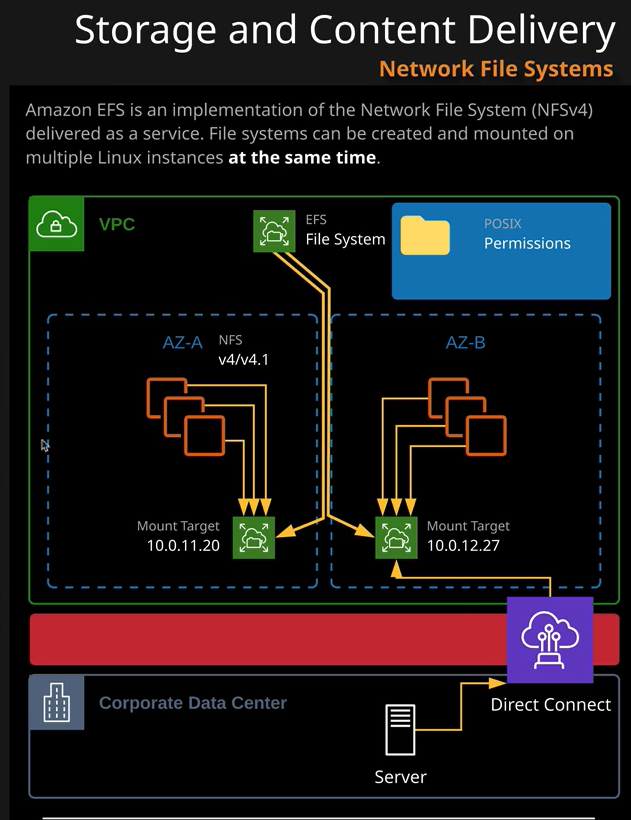 Storage and Content Delivery
Network File Systems
Amazon EFS is an implementation of the Network File System (NFSv4)
delivered as a service. File systems can be created and mounted on
multiple Linux instances at the same time.
VPC
EFS
File System
POSIX
Permissions
AZ-A
NFS
v4/v4.1
AZ-B
Mount Target
10.0.11.20
Mount Target
10.0.12.27
Corporate Data Center
Direct Connect
Server